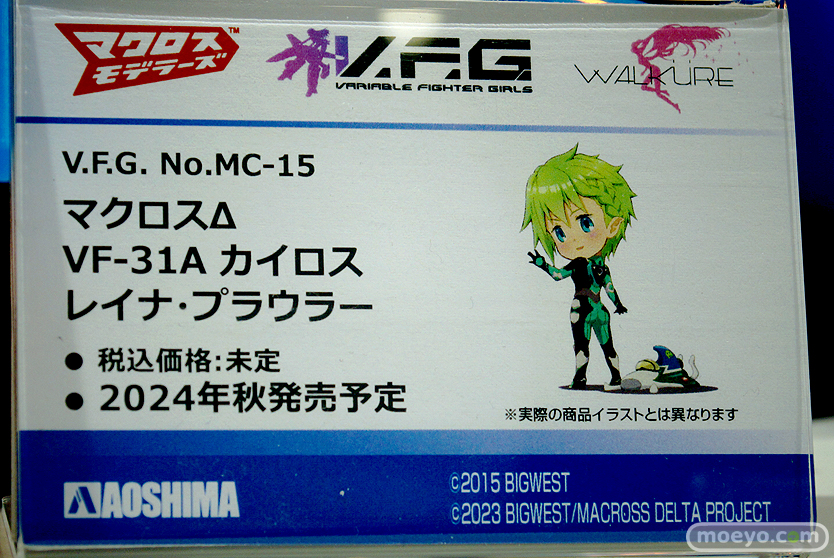 マクロス™
モデラーズ
V.F.G.
VARIABLE FIGHTER GIRLS
WALKÜRE
V.F.G. No.MC-15
マクロスΔ
VF-31A カイロス
レイナ・プラウラー
● 税込価格:未定
● 2024年秋発売予定
※実際の商品イラストとは異なります
AOSHIMA
©2015 BIGWEST
©2023 BIGWEST/MACROSS DELTA PROJECT
moeyo.com